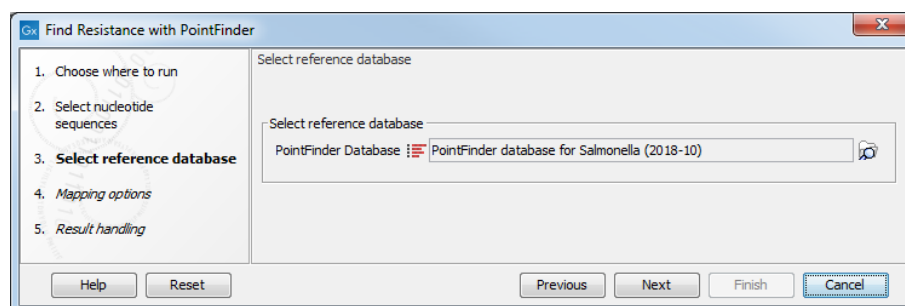 Gx Find Resistance with PointFinder
1. Choose where to run
2. Select nucleotide
sequences
3. Select reference database
4. Mapping options
5. Result handling
Select reference database
Select reference database
PointFinder Database PointFinder database for Salmonella (2018-10)
Help Reset Previous Next Finish Cancel